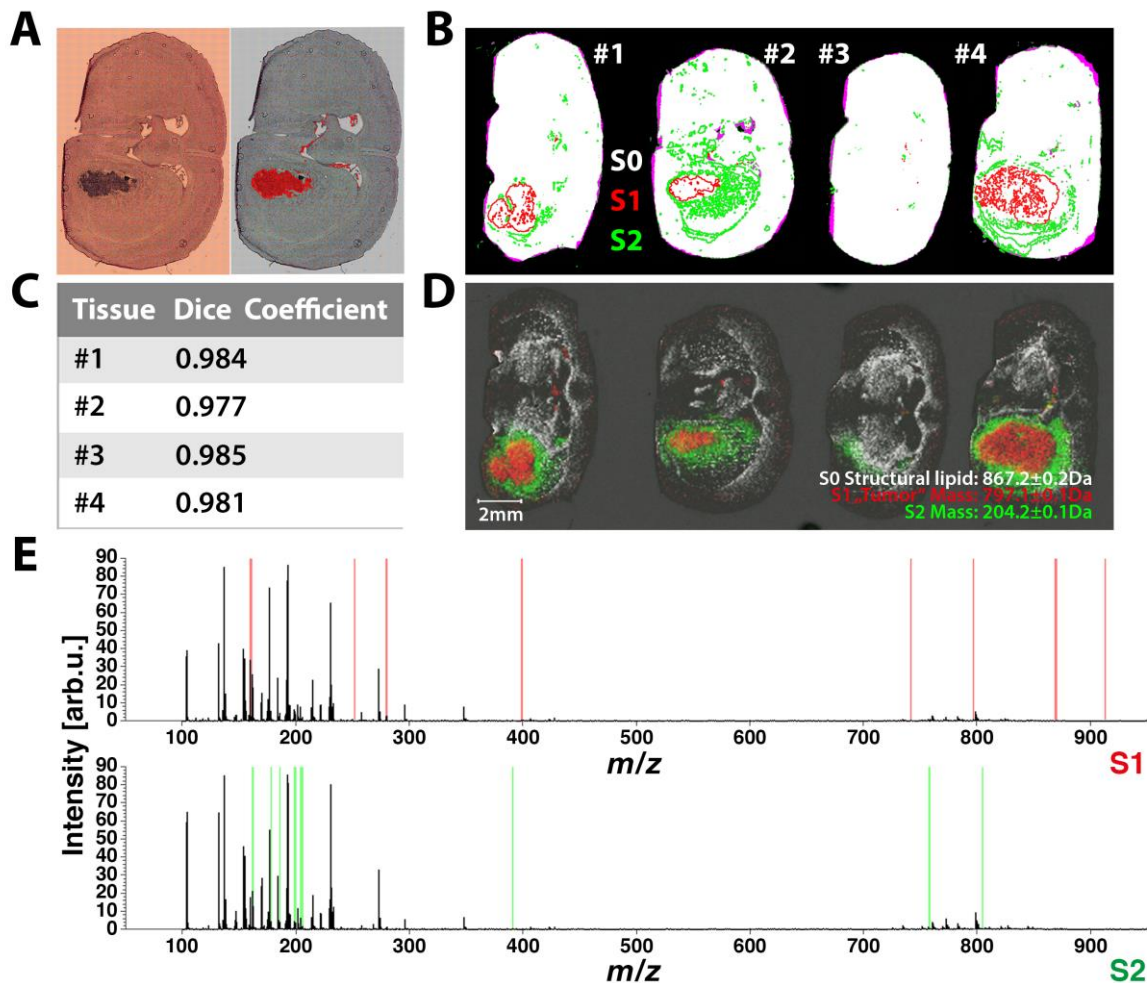 A
B
#1
#2
#3
#4
S0
S1
S2
C
Tissue Dice Coefficient
#1 0.984
#2 0.977
#3 0.985
#4 0.981
D
2mm
S0 Structural lipid: 867.2±0.2Da
S1 „Tumor“ Mass: 797.1±0.1Da
S2 Mass: 204.2±0.1Da
E
Intensity [arb.u.]
90
80
70
60
50
40
30
20
10
0
100 200 300 400 500 600 700 800 900
m/z
S1
90
80
70
60
50
40
30
20
10
0
100 200 300 400 500 600 700 800 900
m/z
S2